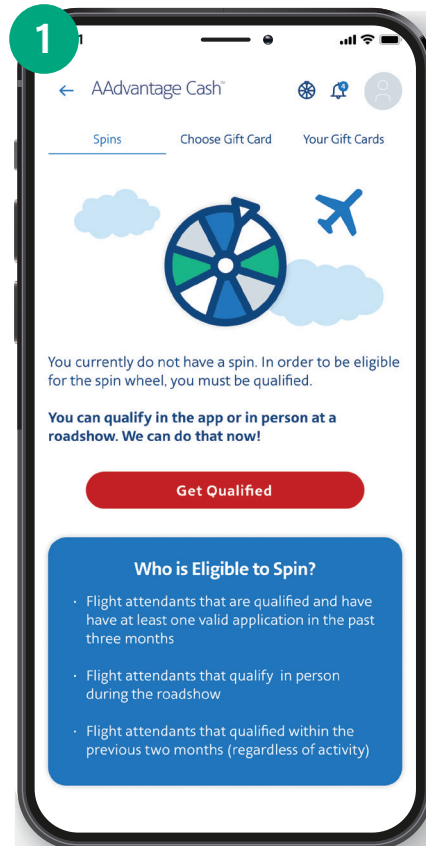 1
AAdvantage Cash™
4
Spins Choose Gift Card Your Gift Cards
You currently do not have a spin. In order to be eligible
for the spin wheel, you must be qualified.
You can qualify in the app or in person at a
roadshow. We can do that now!
Get Qualified
Who is Eligible to Spin?
· Flight attendants that are qualified and have
have at least one valid application in the past
three months
· Flight attendants that qualify in person
during the roadshow
· Flight attendants that qualified within the
previous two months (regardless of activity)